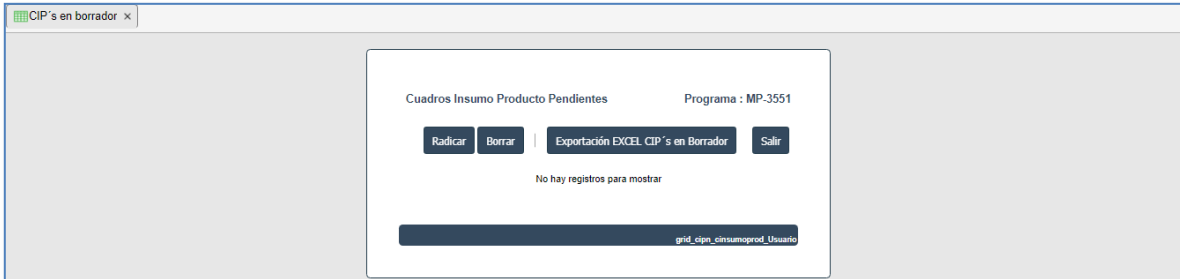 CIP´s en borrador ×
Cuadros Insumo Producto Pendientes Programa : MP-3551
Radicar Borrar | Exportación EXCEL CIP´s en Borrador Salir
No hay registros para mostrar
grid_cipn_cinsumoprod_Usuario